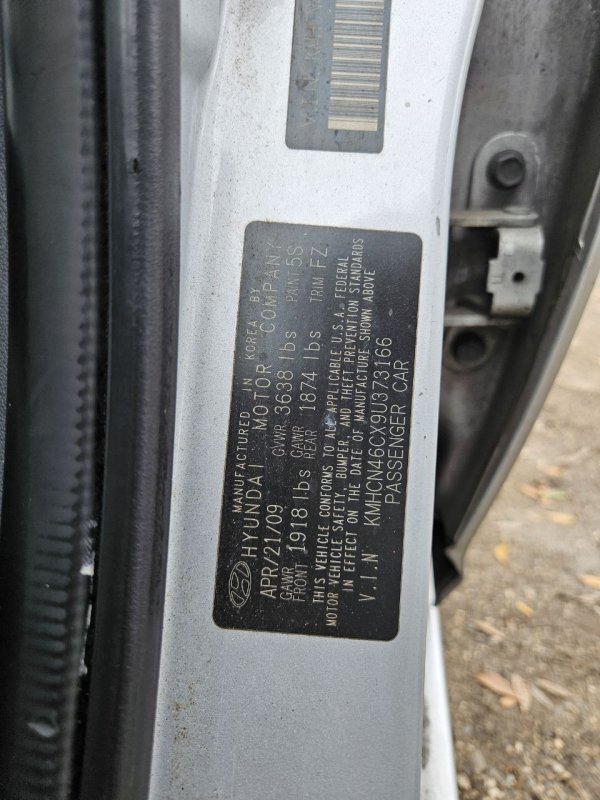 MANUFACTURED IN KOREA BY
HYUNDAI MOTOR COMPANY
APR/21/09 GVWR 3638 lbs PAINT 5S
GAWR FRONT 1918 lbs GAWR REAR 1874 lbs TRIM FZ
THIS VEHICLE CONFORMS TO ALL APPLICABLE U.S.A. FEDERAL
MOTOR VEHICLE SAFETY, BUMPER, AND THEFT PREVENTION STANDARDS
IN EFFECT ON THE DATE OF MANUFACTURE SHOWN ABOVE
V.I.N KMHCN46CX9U373166
PASSENGER CAR